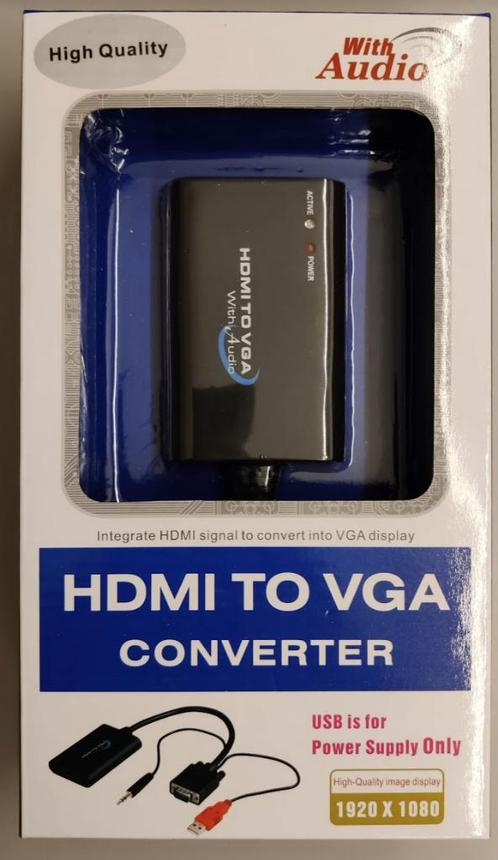 High Quality
With
Audio
ACTIVE
POWER
HDMI TO VGA
With Audio
Integrate HDMI signal to convert into VGA display
HDMI TO VGA
CONVERTER
USB is for
Power Supply Only
High-Quality image display
1920 X 1080